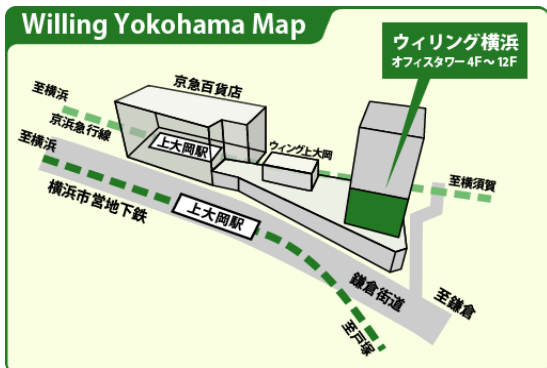 Willing Yokohama Map
ウィリング横浜
オフィスタワー4F～12F
京急百貨店
至横浜
京浜急行線
上大岡駅
ウィング上大岡
至横須賀
至横浜
横浜市営地下鉄
上大岡駅
鎌倉街道
至鎌倉
至戸塚